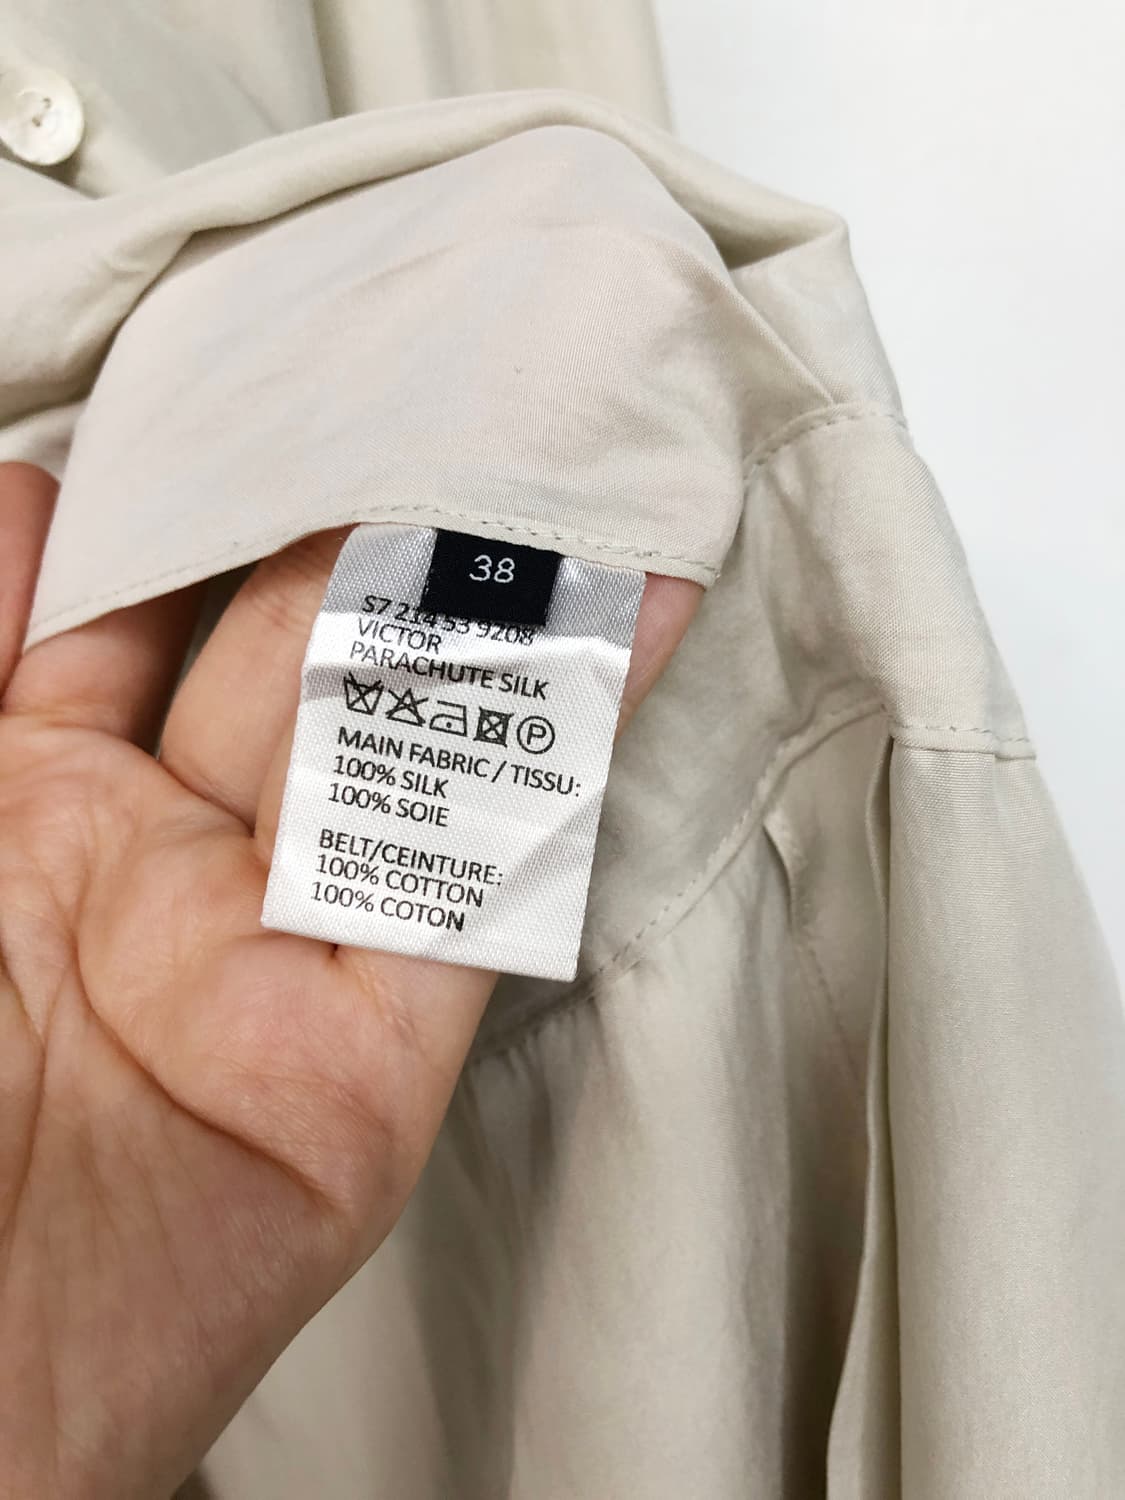 38
S7 214 53 9208
VICTOR
PARACHUTE SILK
P
MAIN FABRIC / TISSU:
100% SILK
100% SOIE
BELT/CEINTURE:
100% COTTON
100% COTON